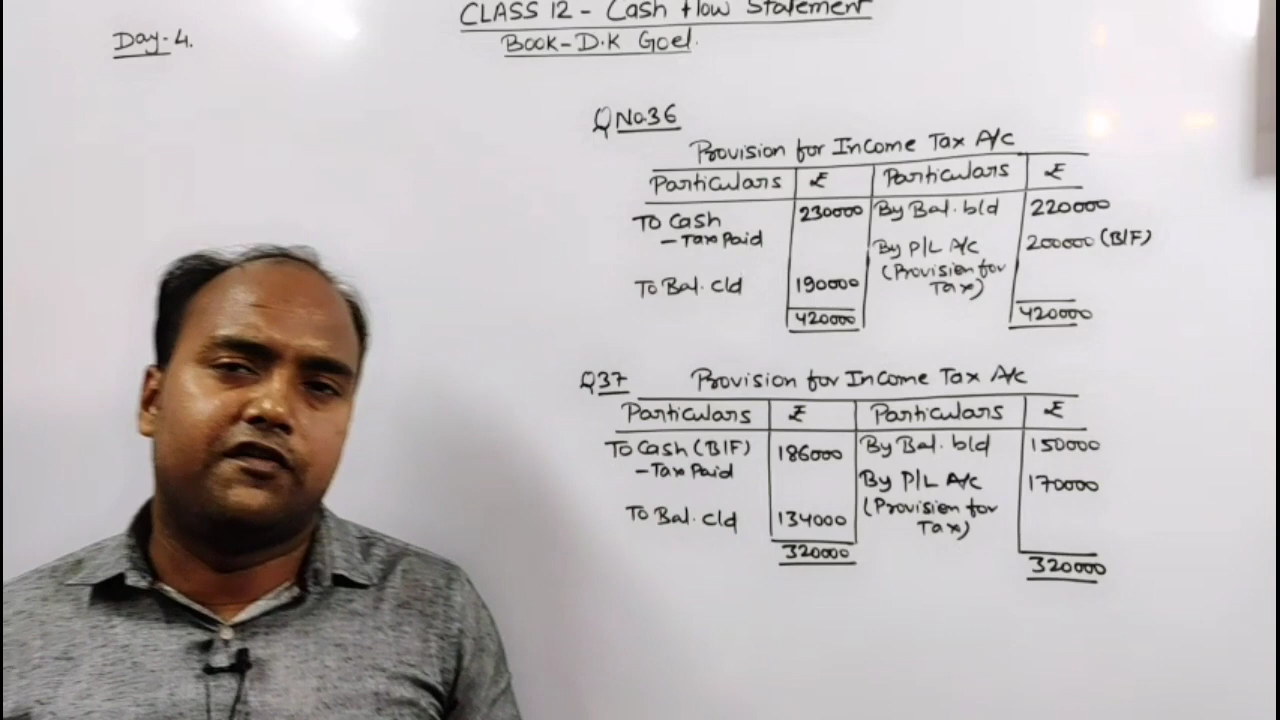 CLASS 12 - Cash flow Statement
Day-4.
Book-D.K Goel.
Q No.36
Provision for Income Tax A/c
Particulars ₹ Particulars ₹
To Cash 230000 By Bal. b/d 220000
- Tax Paid By P/L A/c 200000 (B/F)
To Bal. c/d 190000 (Provision for
Tax)
420000 420000
Q37 Provision for Income Tax A/c
Particulars ₹ Particulars ₹
To Cash (B/F) 186000 By Bal. b/d 150000
- Tax Paid By P/L A/c 170000
To Bal. c/d 134000 (Provision for
Tax)
320000 320000